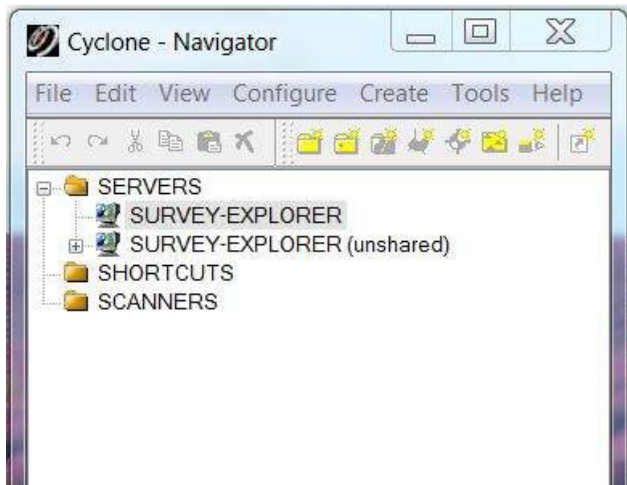 Cyclone - Navigator
File Edit View Configure Create Tools Help
SERVERS
SURVEY-EXPLORER
SURVEY-EXPLORER (unshared)
SHORTCUTS
SCANNERS